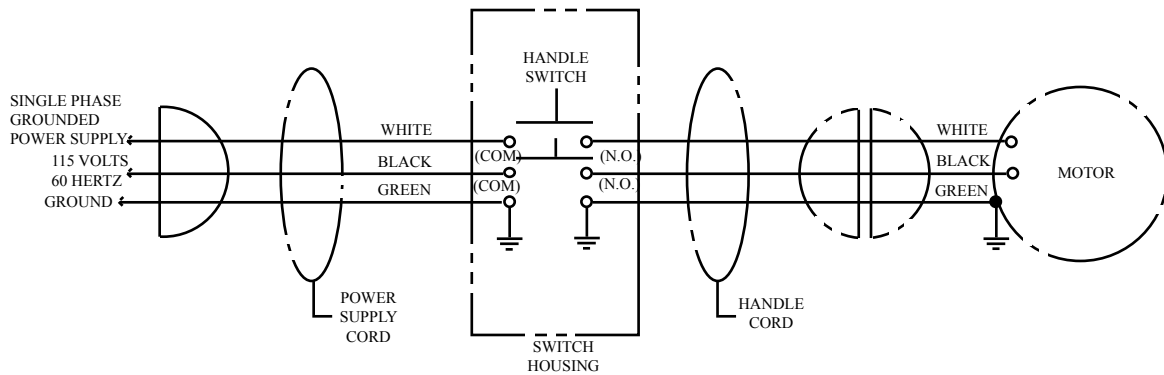 HANDLE
SWITCH
SINGLE PHASE
GROUNDED
POWER SUPPLY
115 VOLTS
60 HERTZ
GROUND
WHITE
BLACK
GREEN
(COM)
(COM)
(N.O.)
(N.O.)
WHITE
BLACK
GREEN
MOTOR
POWER
SUPPLY
CORD
SWITCH
HOUSING
HANDLE
CORD